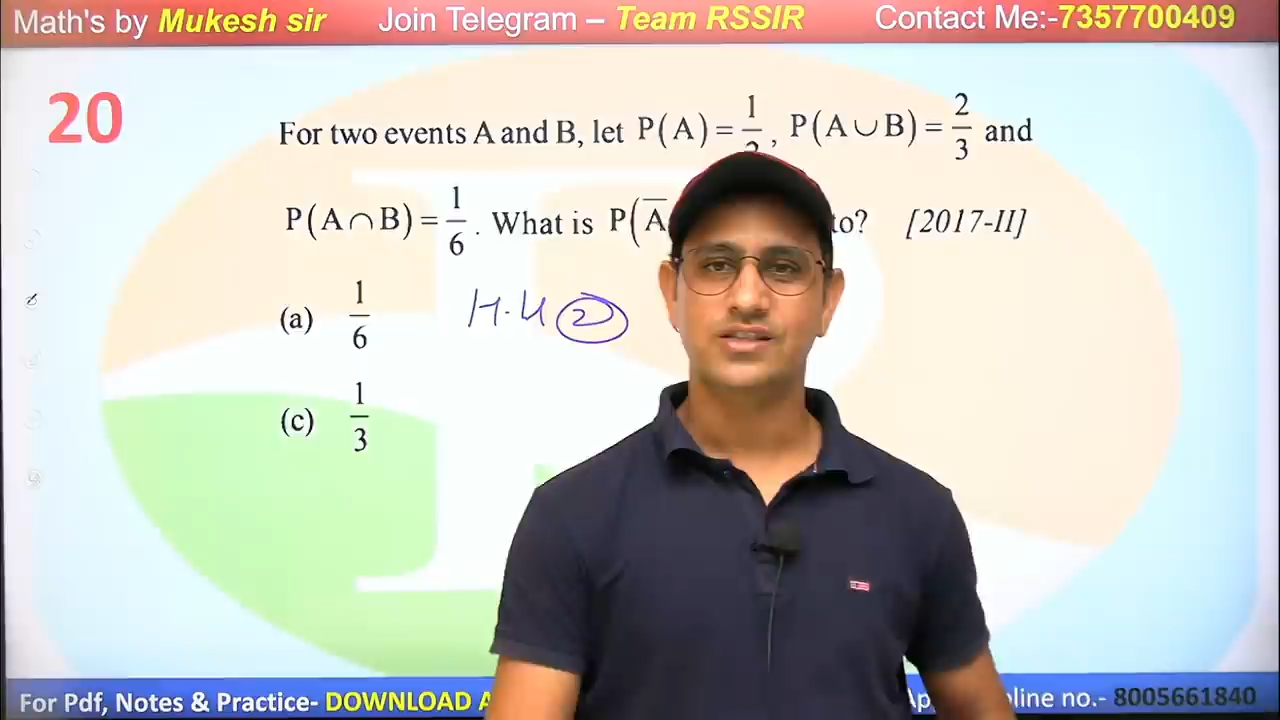 Math's by Mukesh sir Join Telegram – Team RSSIR Contact Me:-7357700409
20
For two events A and B, let P(A) = 1/2, P(A∪B) = 2/3 and
P(A∩B) = 1/6. What is P(A̅ to? [2017-II]
(a) 1/6
H.W 2
(c) 1/3
For Pdf, Notes & Practice- DOWNLOAD line no.- 8005661840